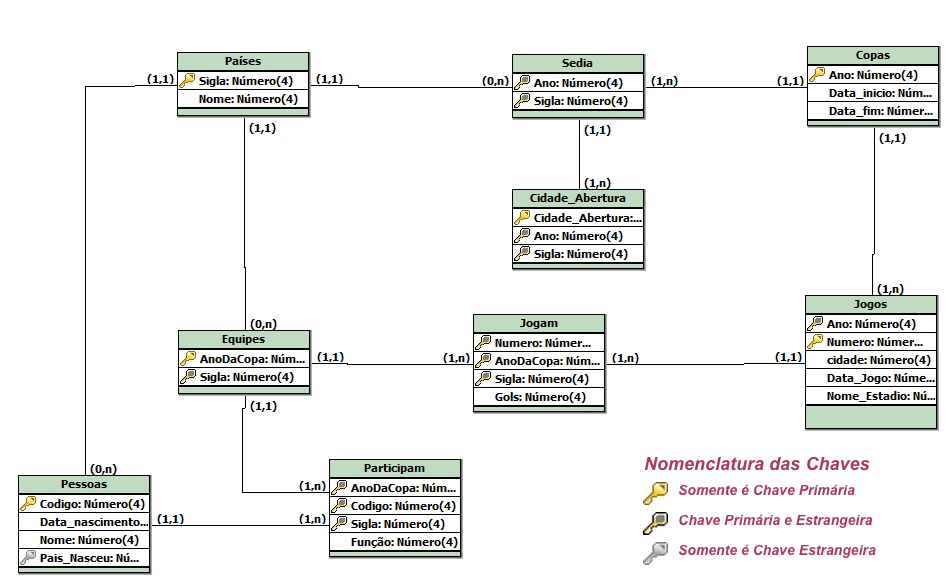 Países
Sigla: Número(4)
Nome: Número(4)
(1,1)
(1,1)
(1,1)
Sedia
Ano: Número(4)
Sigla: Número(4)
(0,n)
(1,n)
(1,1)
Copas
Ano: Número(4)
Data_inicio: Núm...
Data_fim: Númer...
(1,1)
(1,1)
(1,n)
Cidade_Abertura
Cidade_Abertura:...
Ano: Número(4)
Sigla: Número(4)
(1,n)
Jogos
Ano: Número(4)
Numero: Númer...
cidade: Número(4)
Data_Jogo: Núme...
Nome_Estadio: Nú...
(0,n)
Equipes
AnoDaCopa: Núm...
Sigla: Número(4)
(1,1)
(1,n)
Jogam
Numero: Númer...
AnoDaCopa: Núm...
Sigla: Número(4)
Gols: Número(4)
(1,n)
(1,1)
(1,1)
(0,n)
Pessoas
Codigo: Número(4)
Data_nascimento...
Nome: Número(4)
Pais_Nasceu: Nú...
(1,1)
(1,n)
(1,n)
Participam
AnoDaCopa: Núm...
Codigo: Número(4)
Sigla: Número(4)
Função: Número(4)
Nomenclatura das Chaves
Somente é Chave Primária
Chave Primária e Estrangeira
Somente é Chave Estrangeira